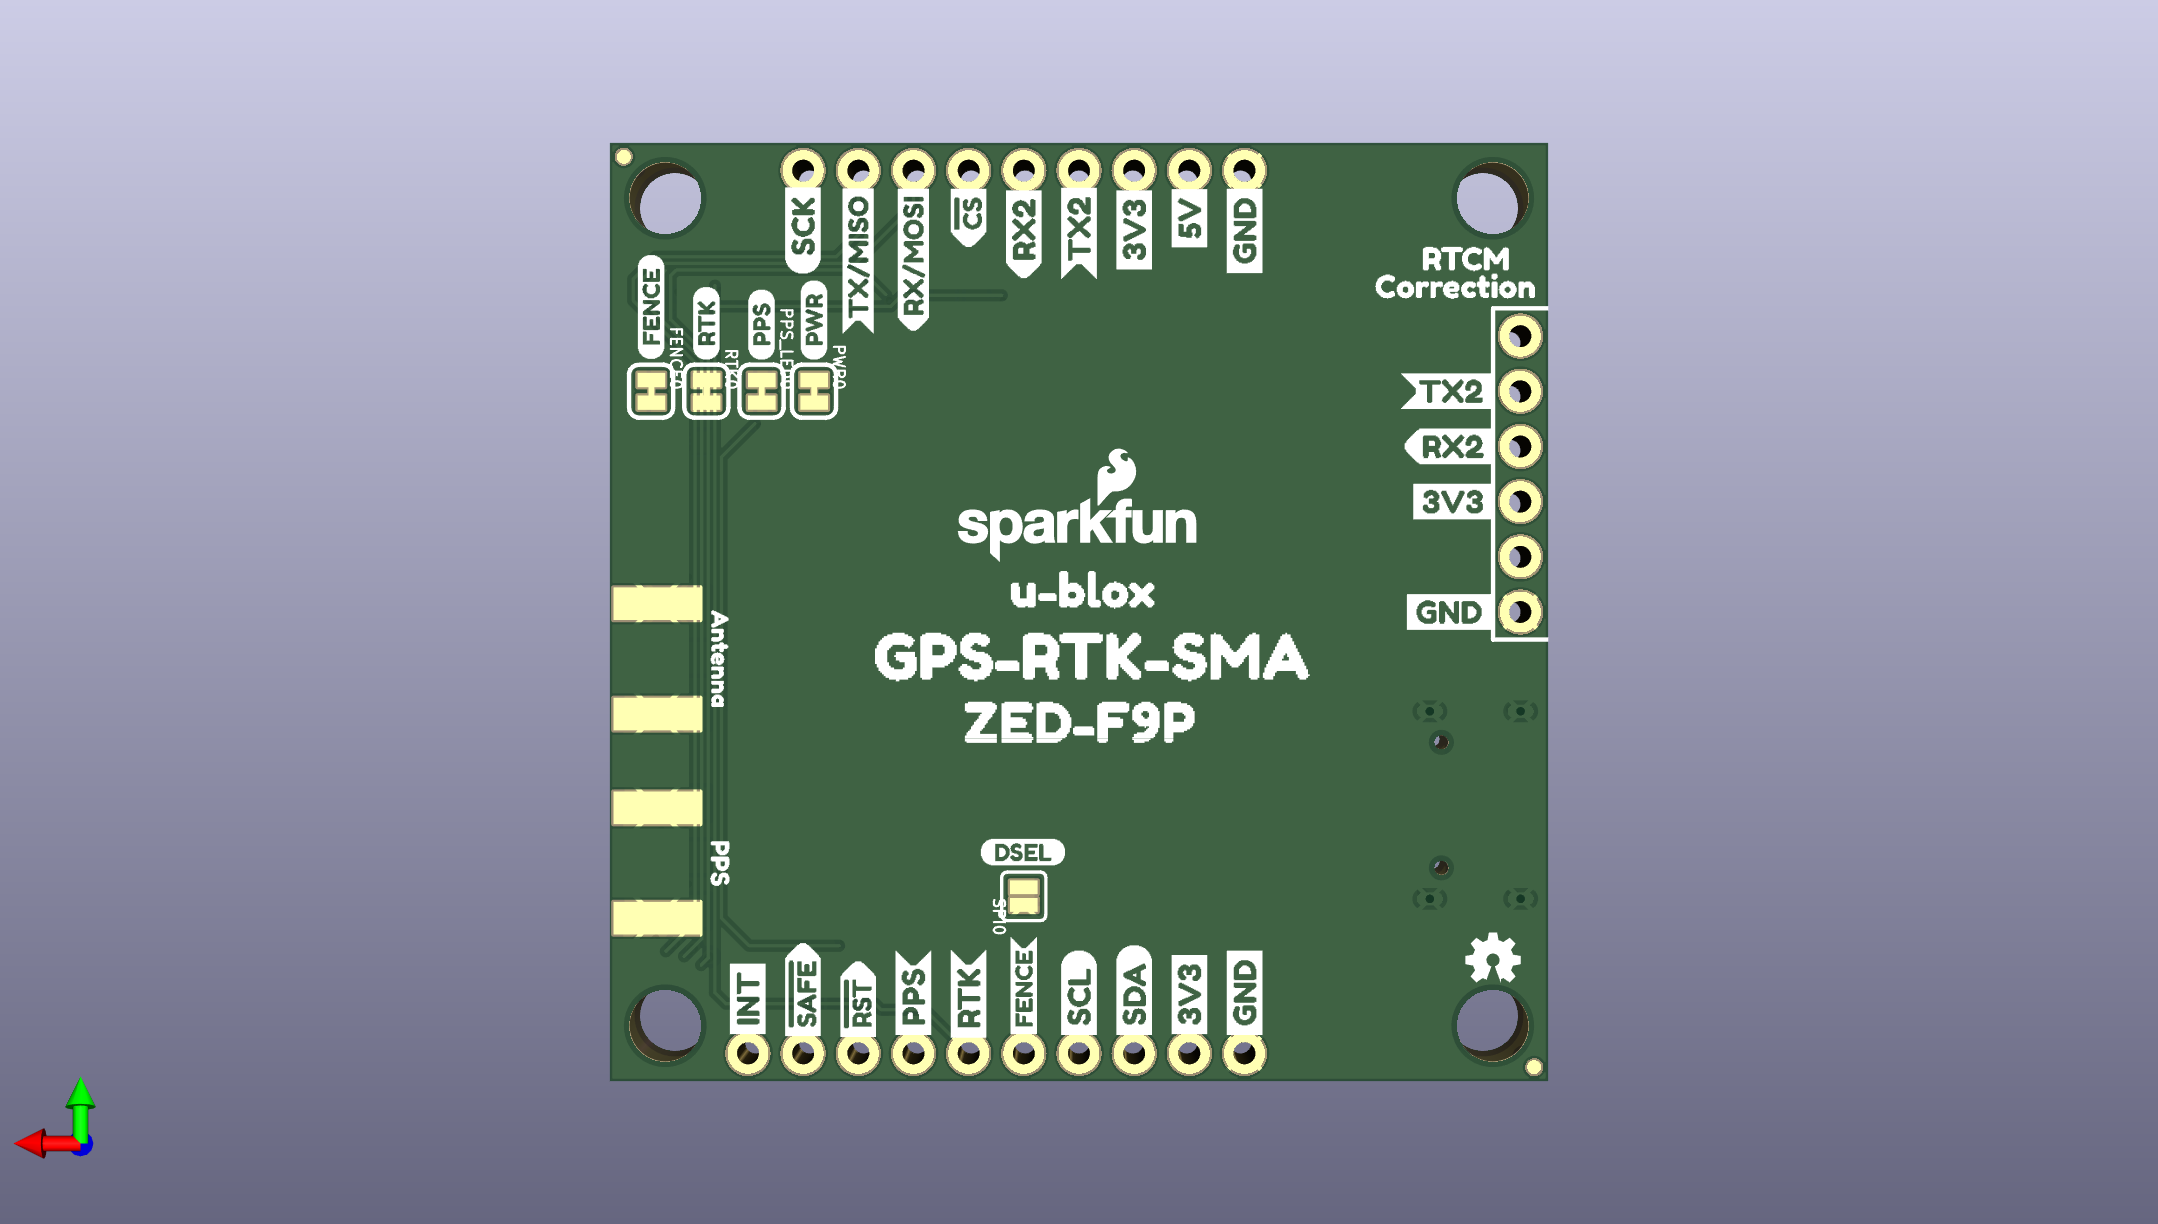 SCK
TX/MISO
RX/MOSI
CS
RX2
TX2
3V3
5V
GND
RTCM
Correction
FENCE
RTK
PPS
PWR
TX2
RX2
3V3
GND
sparkfun
u-blox
GPS-RTK-SMA
ZED-F9P
Antenna
PPS
DSEL
INT
SAFE
RST
PPS
RTK
FENCE
SCL
SDA
3V3
GND